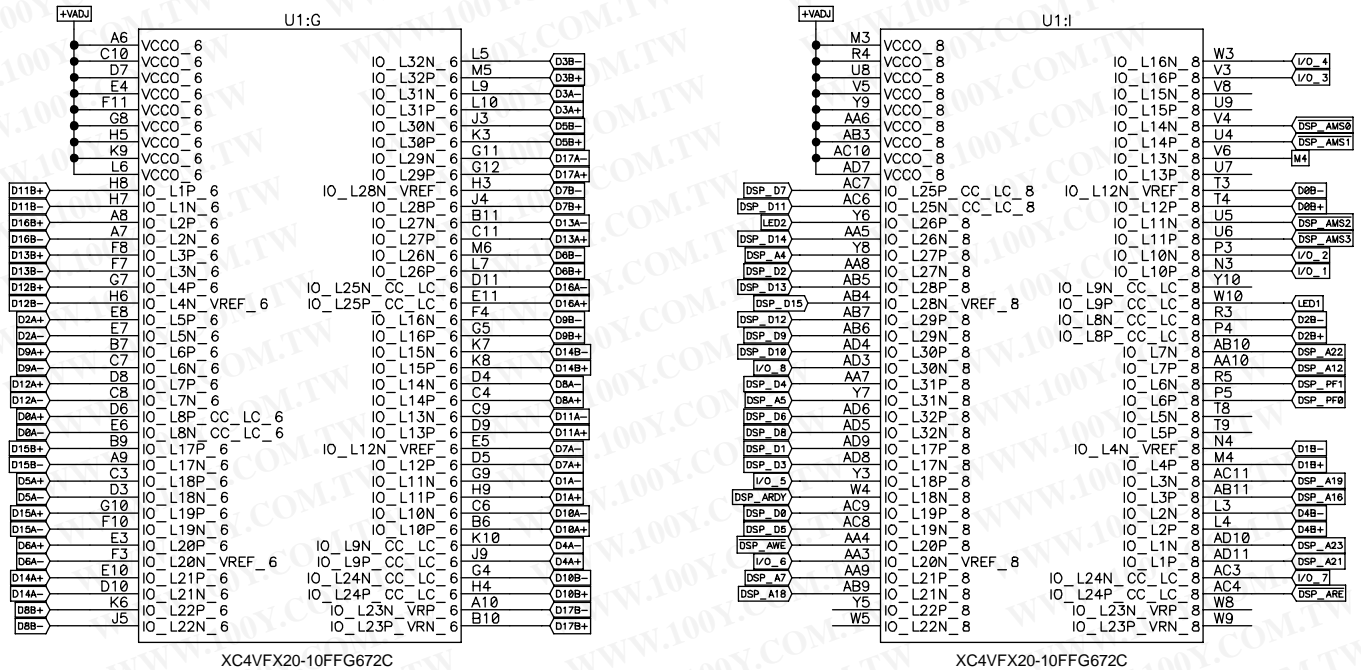 +VADJ
U1:G
A6 VCCO_6
C10 VCCO_6
D7 VCCO_6
E4 VCCO_6
F11 VCCO_6
G8 VCCO_6
H5 VCCO_6
K9 VCCO_6
L6 VCCO_6
D11B+ H8 IO_L1P_6
D11B- H7 IO_L1N_6
D16B+ A8 IO_L2P_6
D16B- A7 IO_L2N_6
D13B+ F8 IO_L3P_6
D13B- F7 IO_L3N_6
D12B+ G7 IO_L4P_6
D12B- H6 IO_L4N_VREF_6
D2A+ E8 IO_L5P_6
D2A- E7 IO_L5N_6
D9A+ B7 IO_L6P_6
D9A- C7 IO_L6N_6
D12A+ D8 IO_L7P_6
D12A- C8 IO_L7N_6
D0A+ D6 IO_L8P_CC_LC_6
D0A- E6 IO_L8N_CC_LC_6
D15B+ B9 IO_L17P_6
D15B- A9 IO_L17N_6
D5A+ C3 IO_L18P_6
D5A- D3 IO_L18N_6
D15A+ G10 IO_L19P_6
D15A- F10 IO_L19N_6
D6A+ E3 IO_L20P_6
D6A- F3 IO_L20N_VREF_6
D14A+ E10 IO_L21P_6
D14A- D10 IO_L21N_6
D8B+ K6 IO_L22P_6
D8B- J5 IO_L22N_6
IO_L32N_6 L5 D3B-
IO_L32P_6 M5 D3B+
IO_L31N_6 L9 D3A-
IO_L31P_6 L10 D3A+
IO_L30N_6 J3 D5B-
IO_L30P_6 K3 D5B+
IO_L29N_6 G11 D17A-
IO_L29P_6 G12 D17A+
IO_L28N_VREF_6 H3 D7B-
IO_L28P_6 J4 D7B+
IO_L27N_6 B11 D13A-
IO_L27P_6 C11 D13A+
IO_L26N_6 M6 D6B-
IO_L26P_6 L7 D6B+
IO_L25N_CC_LC_6 D11 D16A-
IO_L25P_CC_LC_6 E11 D16A+
IO_L16N_6 F4 D9B-
IO_L16P_6 G5 D9B+
IO_L15N_6 K7 D14B-
IO_L15P_6 K8 D14B+
IO_L14N_6 D4 D8A-
IO_L14P_6 C4 D8A+
IO_L13N_6 C9 D11A-
IO_L13P_6 D9 D11A+
IO_L12N_VREF_6 E5 D7A-
IO_L12P_6 D5 D7A+
IO_L11N_6 G9 D1A-
IO_L11P_6 H9 D1A+
IO_L10N_6 C6 D10A-
IO_L10P_6 B6 D10A+
IO_L9N_CC_LC_6 K10 D4A-
IO_L9P_CC_LC_6 J9 D4A+
IO_L24N_CC_LC_6 G4 D10B-
IO_L24P_CC_LC_6 H4 D10B+
IO_L23N_VRP_6 A10 D17B-
IO_L23P_VRN_6 B10 D17B+
XC4VFX20-10FFG672C
+VADJ
U1:I
M3 VCCO_8
R4 VCCO_8
U8 VCCO_8
V5 VCCO_8
Y9 VCCO_8
AA6 VCCO_8
AB3 VCCO_8
AC10 VCCO_8
AD7 VCCO_8
DSP_D7 AC7 IO_L25P_CC_LC_8
DSP_D11 AC6 IO_L25N_CC_LC_8
LED2 Y6 IO_L26P_8
DSP_D14 AA5 IO_L26N_8
DSP_A4 Y8 IO_L27P_8
DSP_D2 AA8 IO_L27N_8
DSP_D13 AB5 IO_L28P_8
DSP_D15 AB4 IO_L28N_VREF_8
DSP_D12 AB7 IO_L29P_8
DSP_D9 AB6 IO_L29N_8
DSP_D10 AD4 IO_L30P_8
I/O_8 AD3 IO_L30N_8
DSP_D4 AA7 IO_L31P_8
DSP_A5 Y7 IO_L31N_8
DSP_D6 AD6 IO_L32P_8
DSP_D8 AD5 IO_L32N_8
DSP_D1 AD9 IO_L17P_8
DSP_D3 AD8 IO_L17N_8
I/O_5 Y3 IO_L18P_8
DSP_ARDY W4 IO_L18N_8
DSP_D0 AC9 IO_L19P_8
DSP_D5 AC8 IO_L19N_8
DSP_AWE AA4 IO_L20P_8
I/O_6 AA3 IO_L20N_VREF_8
DSP_A7 AA9 IO_L21P_8
DSP_A18 AB9 IO_L21N_8
Y5 IO_L22P_8
W5 IO_L22N_8
IO_L16N_8 W3 I/O_4
IO_L16P_8 V3 I/O_3
IO_L15N_8 V8
IO_L15P_8 U9
IO_L14N_8 V4 DSP_AMS0
IO_L14P_8 U4 DSP_AMS1
IO_L13N_8 V6 M4
IO_L13P_8 U7
IO_L12N_VREF_8 T3 D0B-
IO_L12P_8 T4 D0B+
IO_L11N_8 U5 DSP_AMS2
IO_L11P_8 U6 DSP_AMS3
IO_L10N_8 P3 I/O_2
IO_L10P_8 N3 I/O_1
IO_L9N_CC_LC_8 Y10
IO_L9P_CC_LC_8 W10 LED1
IO_L8N_CC_LC_8 R3 D2B-
IO_L8P_CC_LC_8 P4 D2B+
IO_L7N_8 AB10 DSP_A22
IO_L7P_8 AA10 DSP_A12
IO_L6N_8 R5 DSP_PF1
IO_L6P_8 P5 DSP_PF0
IO_L5N_8 T8
IO_L5P_8 T9
IO_L4N_VREF_8 N4 D1B-
IO_L4P_8 M4 D1B+
IO_L3N_8 AC11 DSP_A19
IO_L3P_8 AB11 DSP_A16
IO_L2N_8 L3 D4B-
IO_L2P_8 L4 D4B+
IO_L1N_8 AD10 DSP_A23
IO_L1P_8 AD11 DSP_A21
IO_L24N_CC_LC_8 AC3 I/O_7
IO_L24P_CC_LC_8 AC4 DSP_ARE
IO_L23N_VRP_8 W8
IO_L23P_VRN_8 W9
XC4VFX20-10FFG672C
WWW.100Y.COM.TW